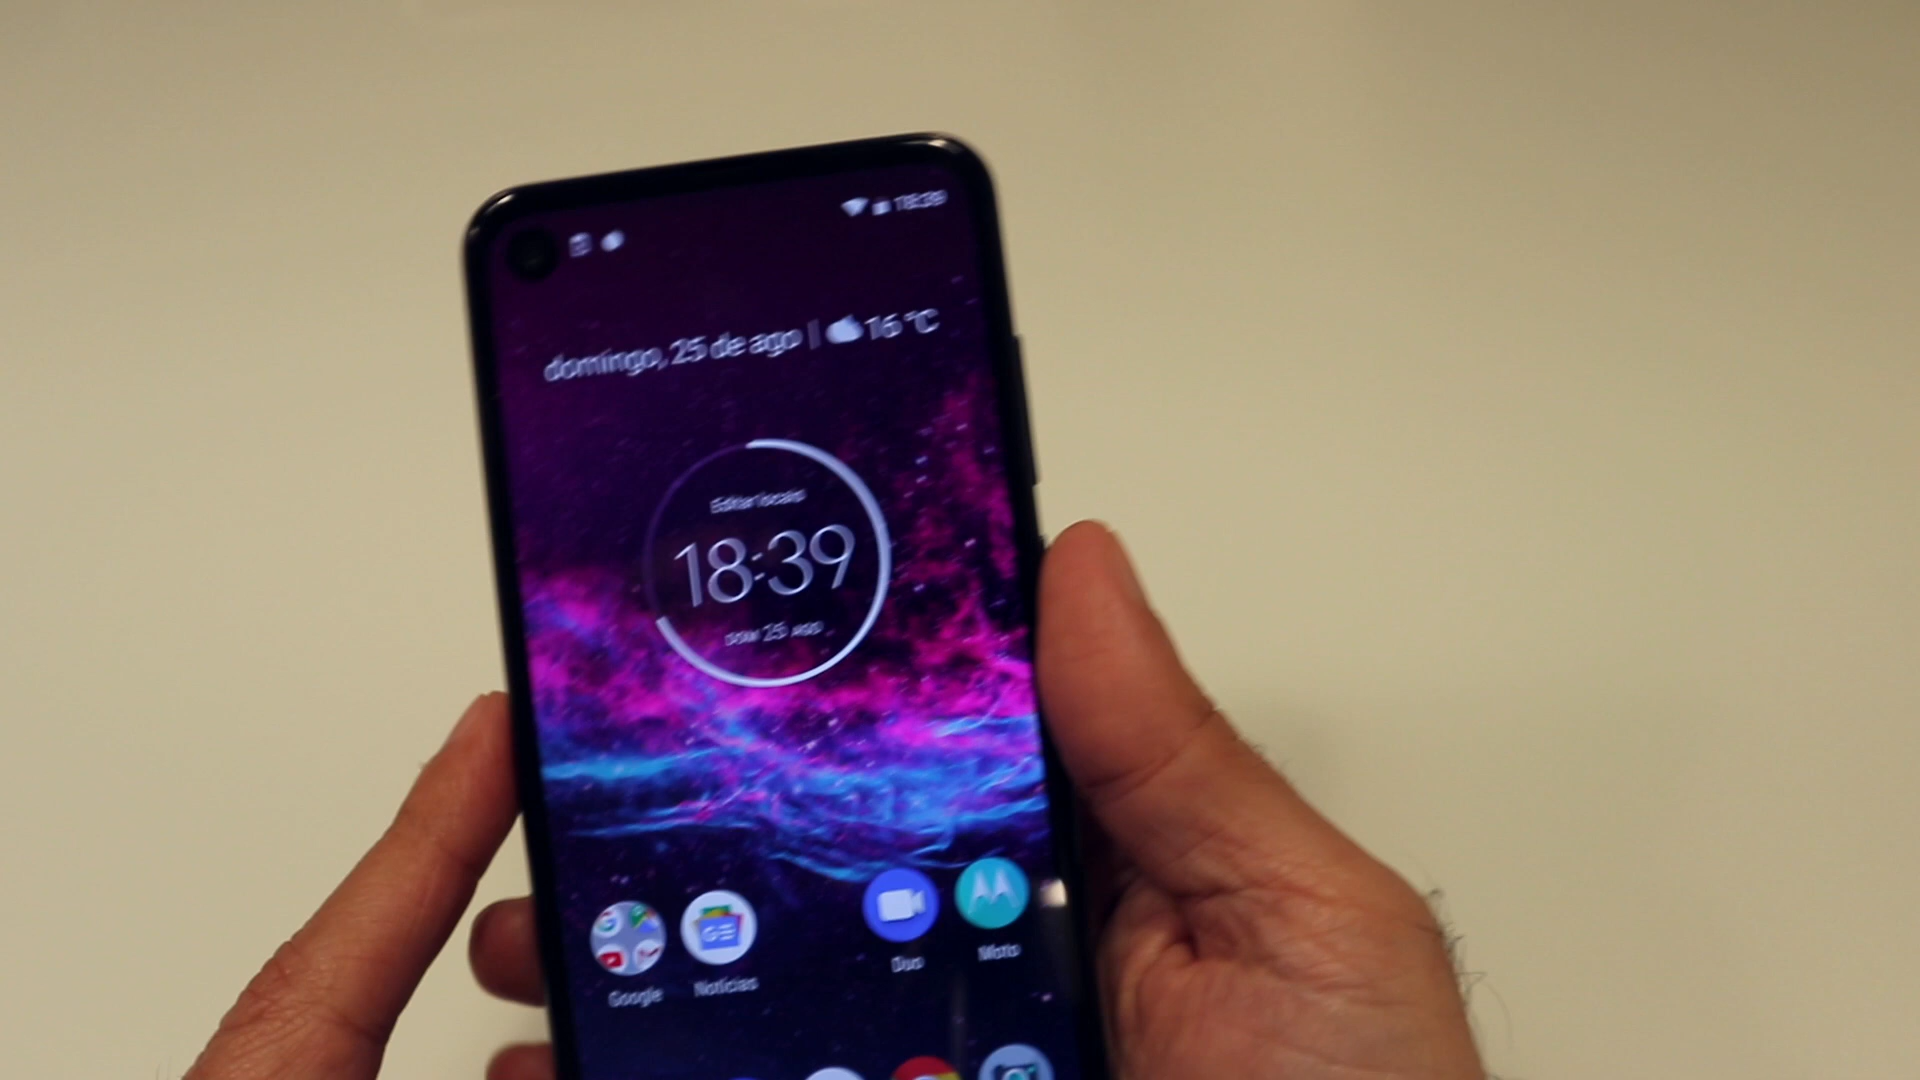 18:39
domingo, 25 de ago | 16 °C
Editar locais
18:39
DOM 25 AGO
Google
Notícias
Duo
Moto